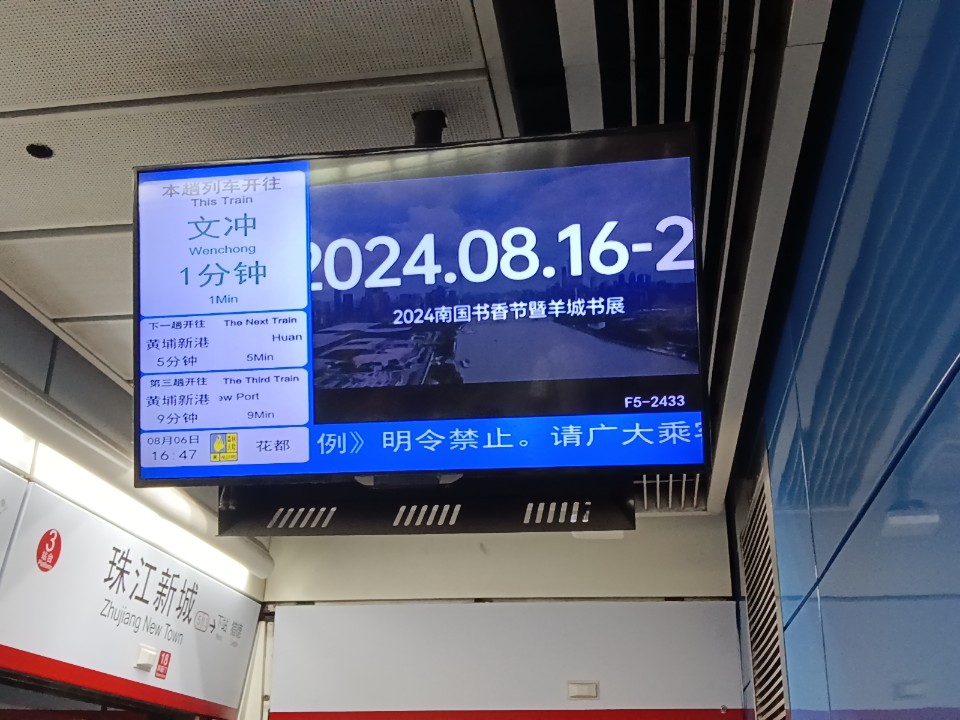 本趟列车开往
This Train
文冲
Wenchong
1分钟
1Min
下一趟开往 The Next Train
黄埔新港 Huan
5分钟 5Min
第三趟开往 The Third Train
黄埔新港 ew Port
9分钟 9Min
08月06日
16:47
花都
2024.08.16-2
2024南国书香节暨羊城书展
F5-2433
例》明令禁止。请广大乘客
3
站台
珠江新城
Zhujiang New Town
下站
18